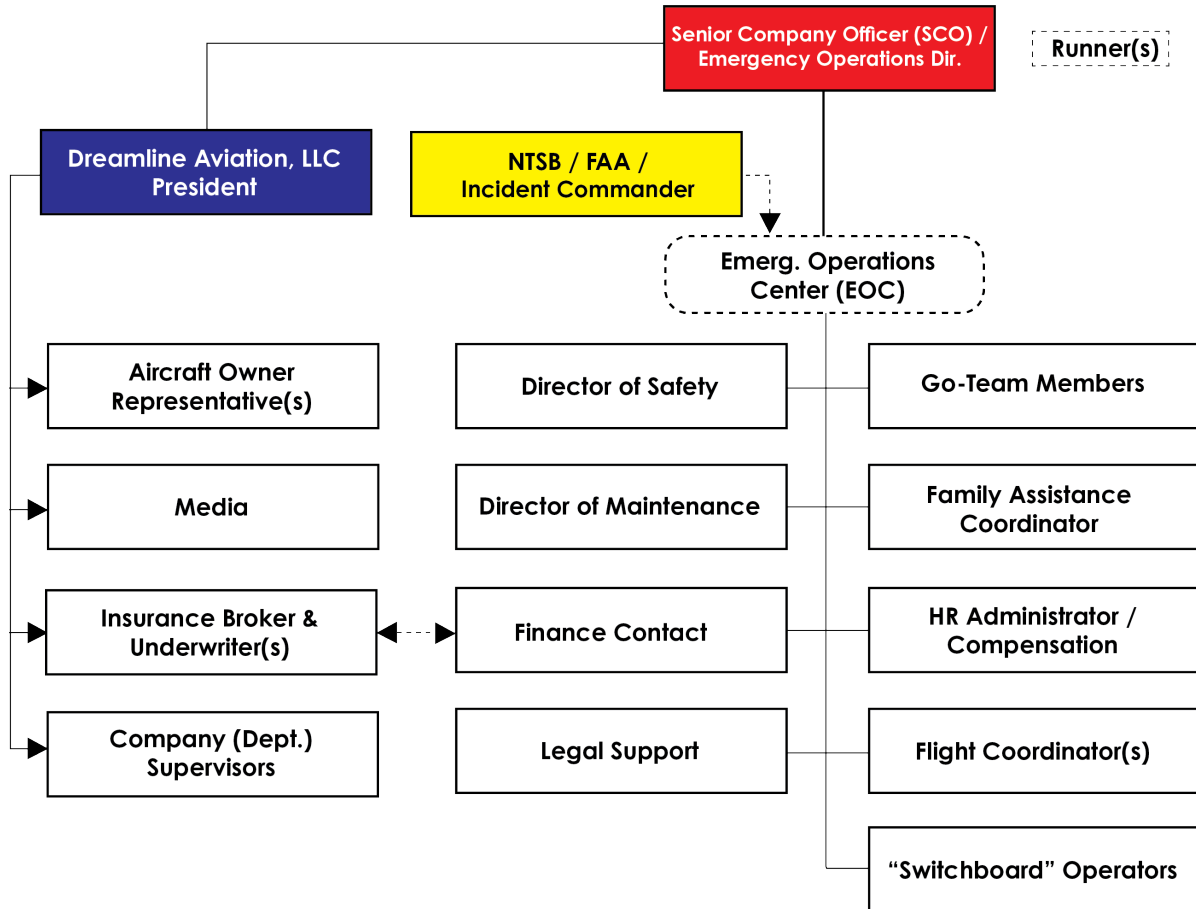 Senior Company Officer (SCO) /
Emergency Operations Dir.
Runner(s)
Dreamline Aviation, LLC
President
NTSB / FAA /
Incident Commander
Emerg. Operations
Center (EOC)
Aircraft Owner
Representative(s)
Director of Safety
Go-Team Members
Media
Director of Maintenance
Family Assistance
Coordinator
Insurance Broker &
Underwriter(s)
Finance Contact
HR Administrator /
Compensation
Company (Dept.)
Supervisors
Legal Support
Flight Coordinator(s)
“Switchboard” Operators